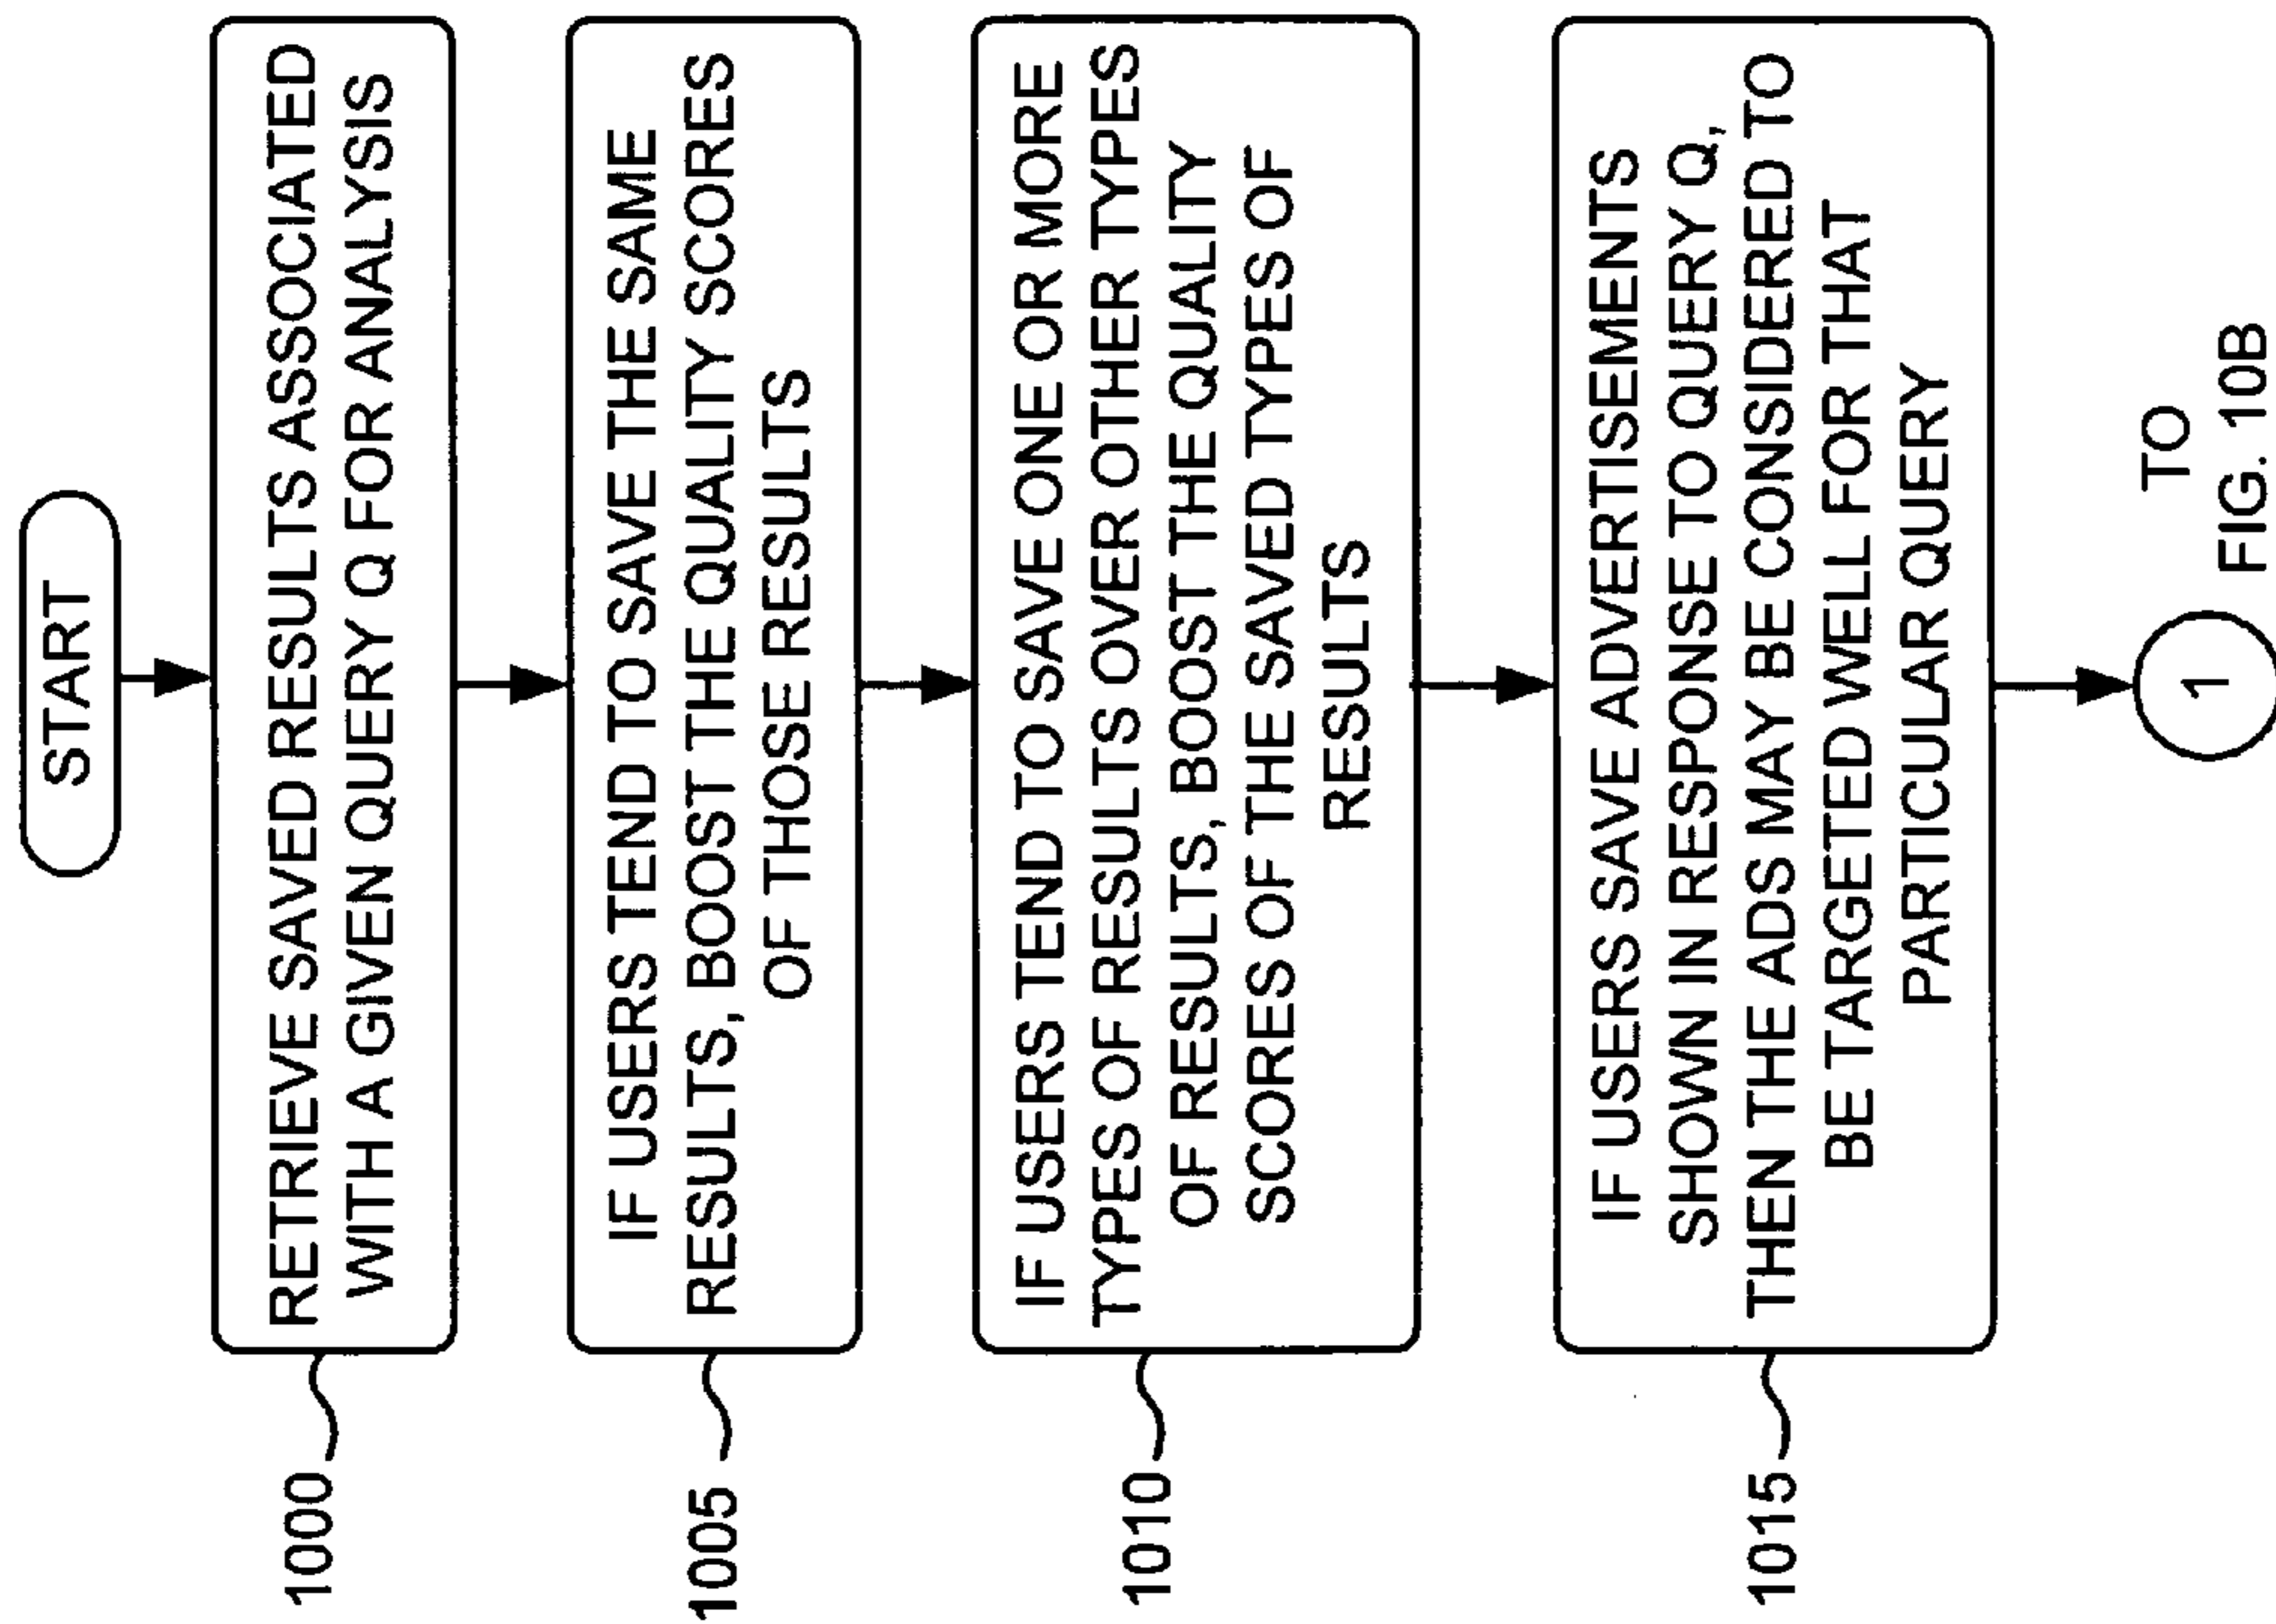 START
1000
RETRIEVE SAVED RESULTS ASSOCIATED
WITH A GIVEN QUERY Q FOR ANALYSIS
1005
IF USERS TEND TO SAVE THE SAME
RESULTS, BOOST THE QUALITY SCORES
OF THOSE RESULTS
1010
IF USERS TEND TO SAVE ONE OR MORE
TYPES OF RESULTS OVER OTHER TYPES
OF RESULTS, BOOST THE QUALITY
SCORES OF THE SAVED TYPES OF
RESULTS
1015
IF USERS SAVE ADVERTISEMENTS
SHOWN IN RESPONSE TO QUERY Q,
THEN THE ADS MAY BE CONSIDERED TO
BE TARGETED WELL FOR THAT
PARTICULAR QUERY
1
TO
FIG. 10B